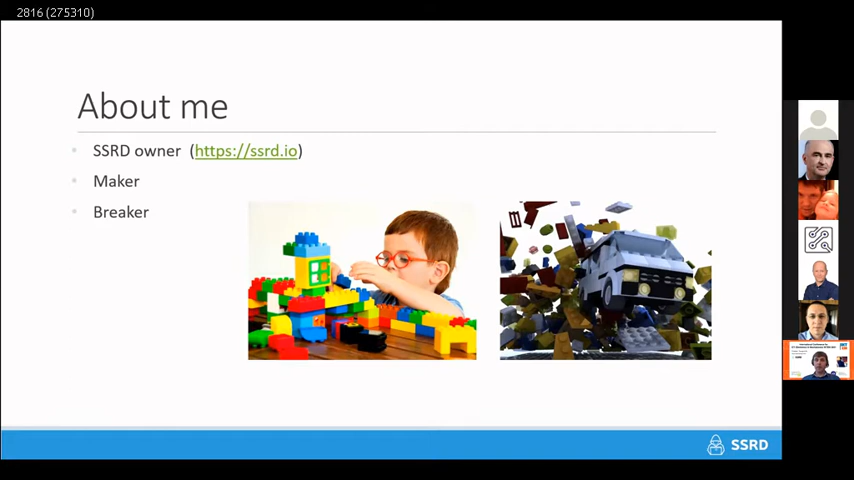 2816 (275310)
About me
SSRD owner (https://ssrd.io)
Maker
Breaker
SSRD